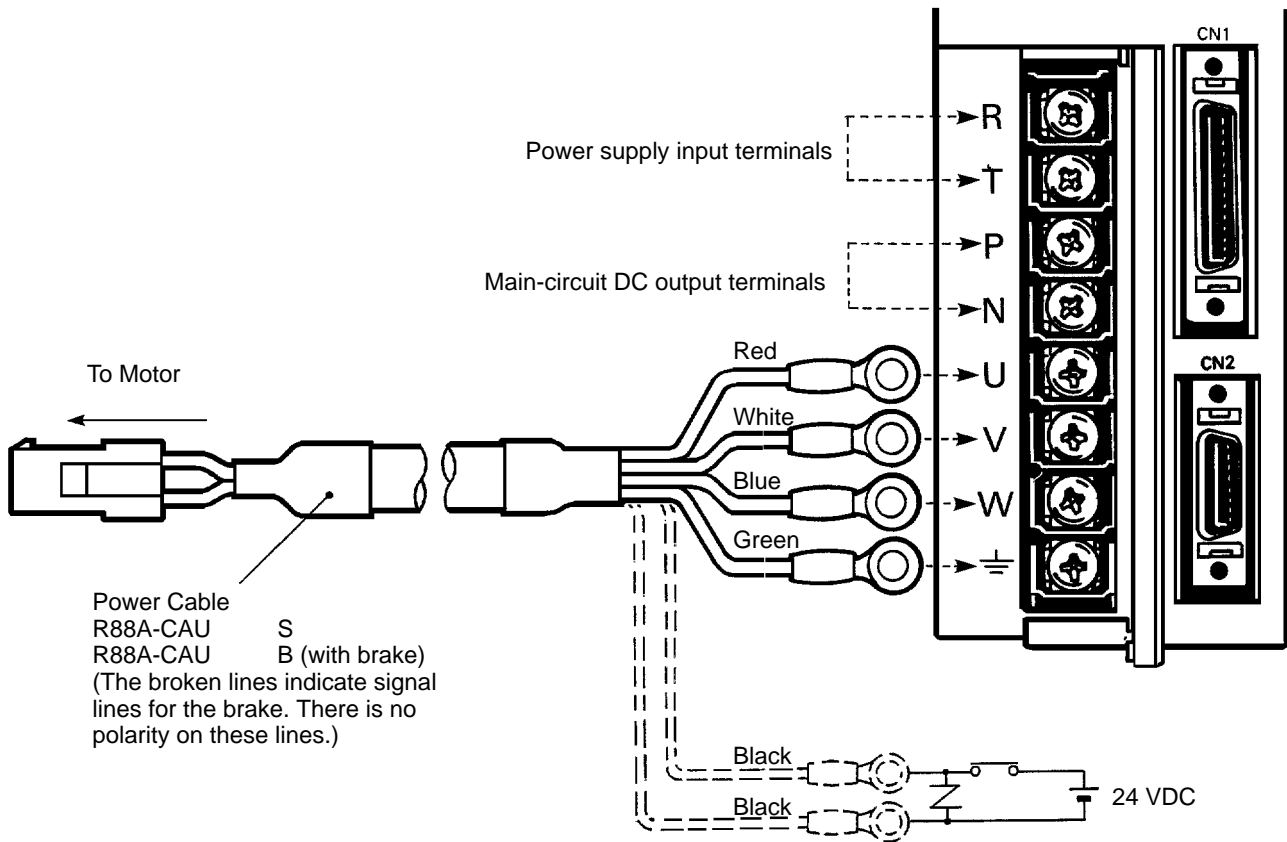 CN1
R
Power supply input terminals
T
P
Main-circuit DC output terminals
N
Red
U
CN2
To Motor
White
V
Blue
W
Green
Power Cable
R88A-CAU S
R88A-CAU B (with brake)
(The broken lines indicate signal
lines for the brake. There is no
polarity on these lines.)
Black
Black
24 VDC